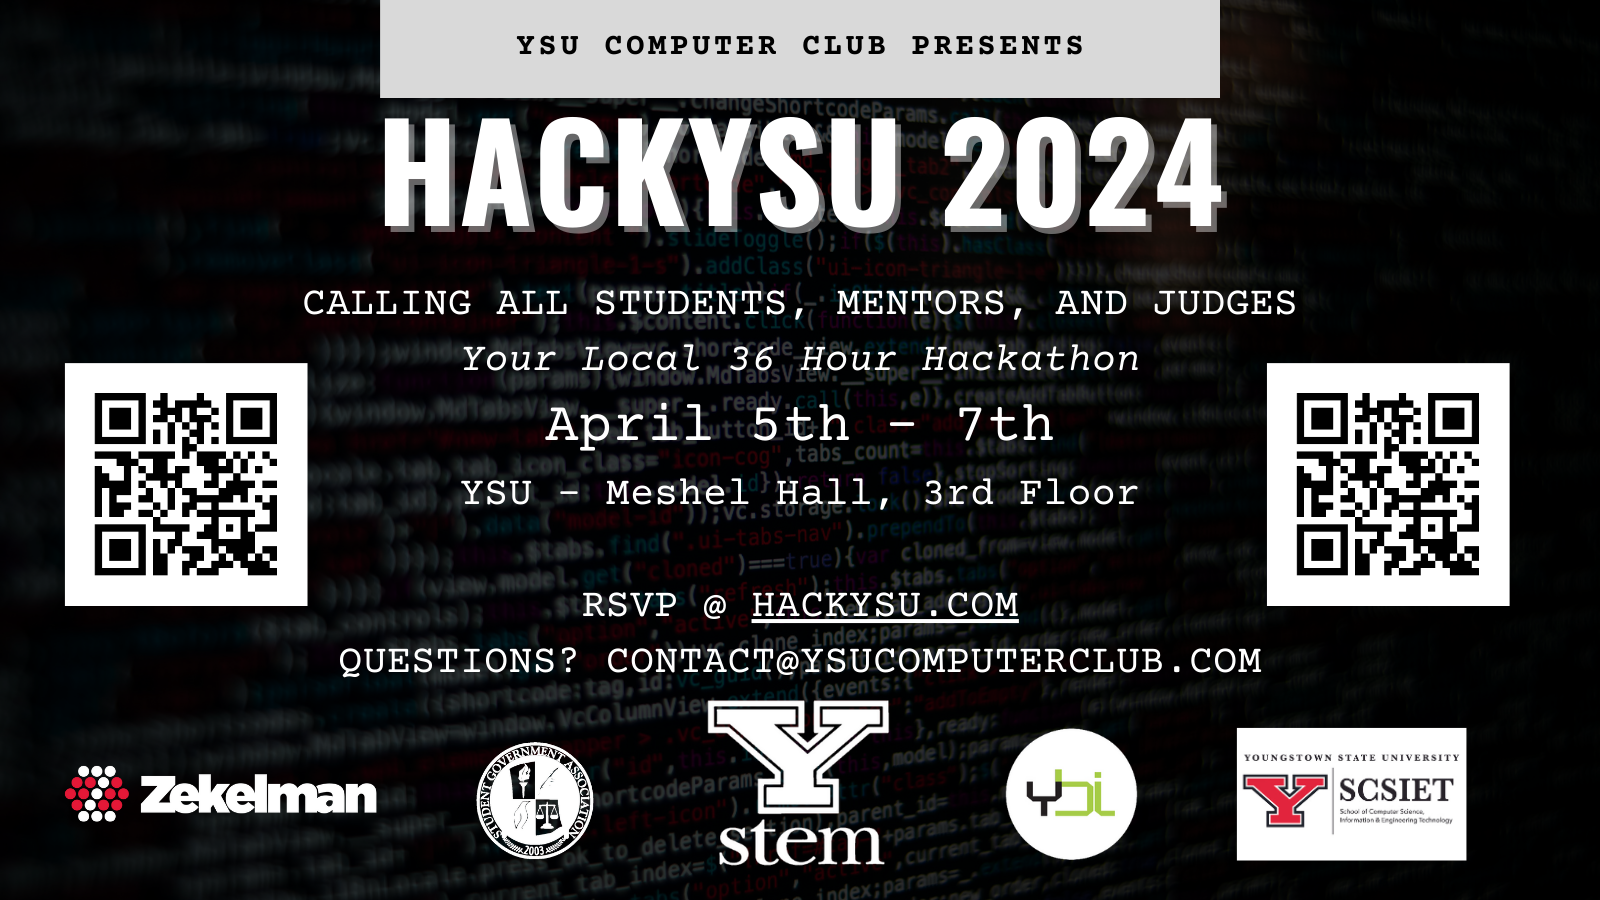 YSU COMPUTER CLUB PRESENTS
HACKYSU 2024
CALLING ALL STUDENTS, MENTORS, AND JUDGES
Your Local 36 Hour Hackathon
April 5th - 7th
YSU - Meshel Hall, 3rd Floor
RSVP @ HACKYSU.COM
QUESTIONS? CONTACT@YSUCOMPUTERCLUB.COM
Zekelman
STUDENT GOVERNMENT ASSOCIATION
2003
Y
stem
ybi
YOUNGSTOWN STATE UNIVERSITY
Y SCSIET
School of Computer Science,
Information & Engineering Technology